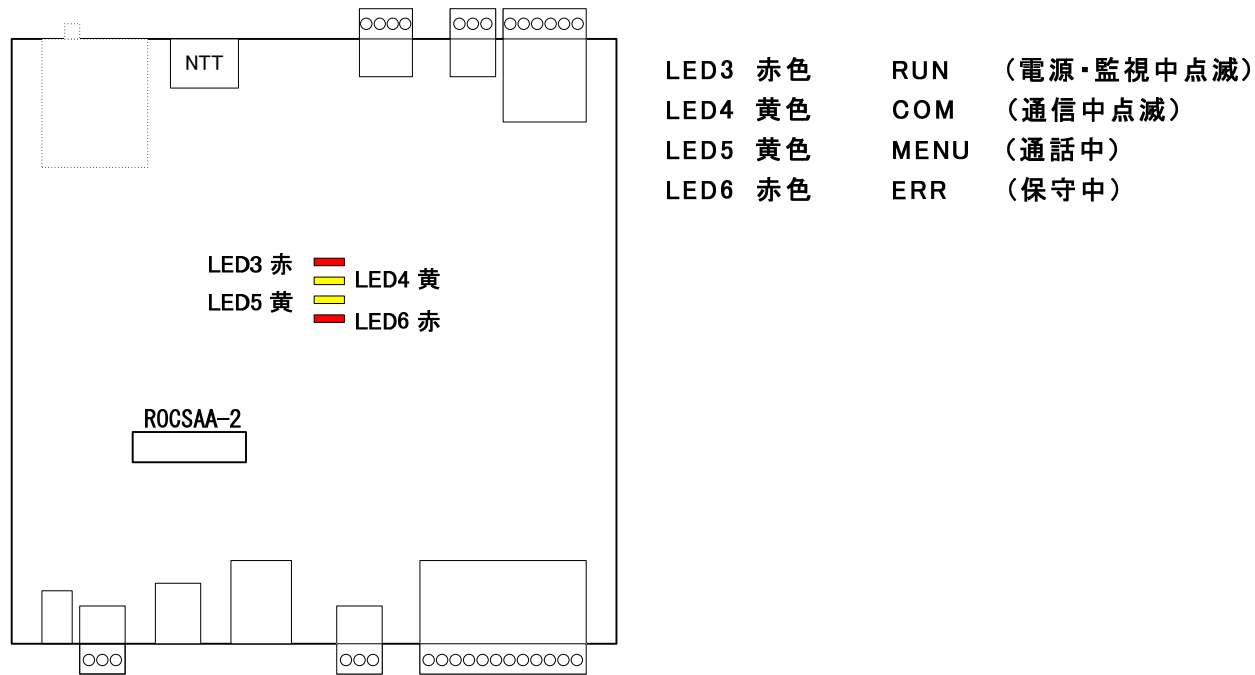 NTT
LED3 赤色 RUN （電源・監視中点滅）
LED4 黄色 COM （通信中点滅）
LED5 黄色 MENU （通話中）
LED6 赤色 ERR （保守中）
LED3 赤
LED4 黄
LED5 黄
LED6 赤
ROCSAA-2